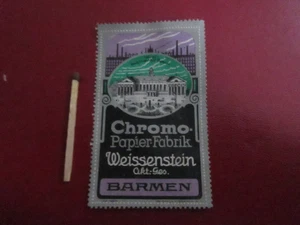 Chromo-
Papier-Fabrik
Weissenstein
Akt.-Ges.
BARMEN